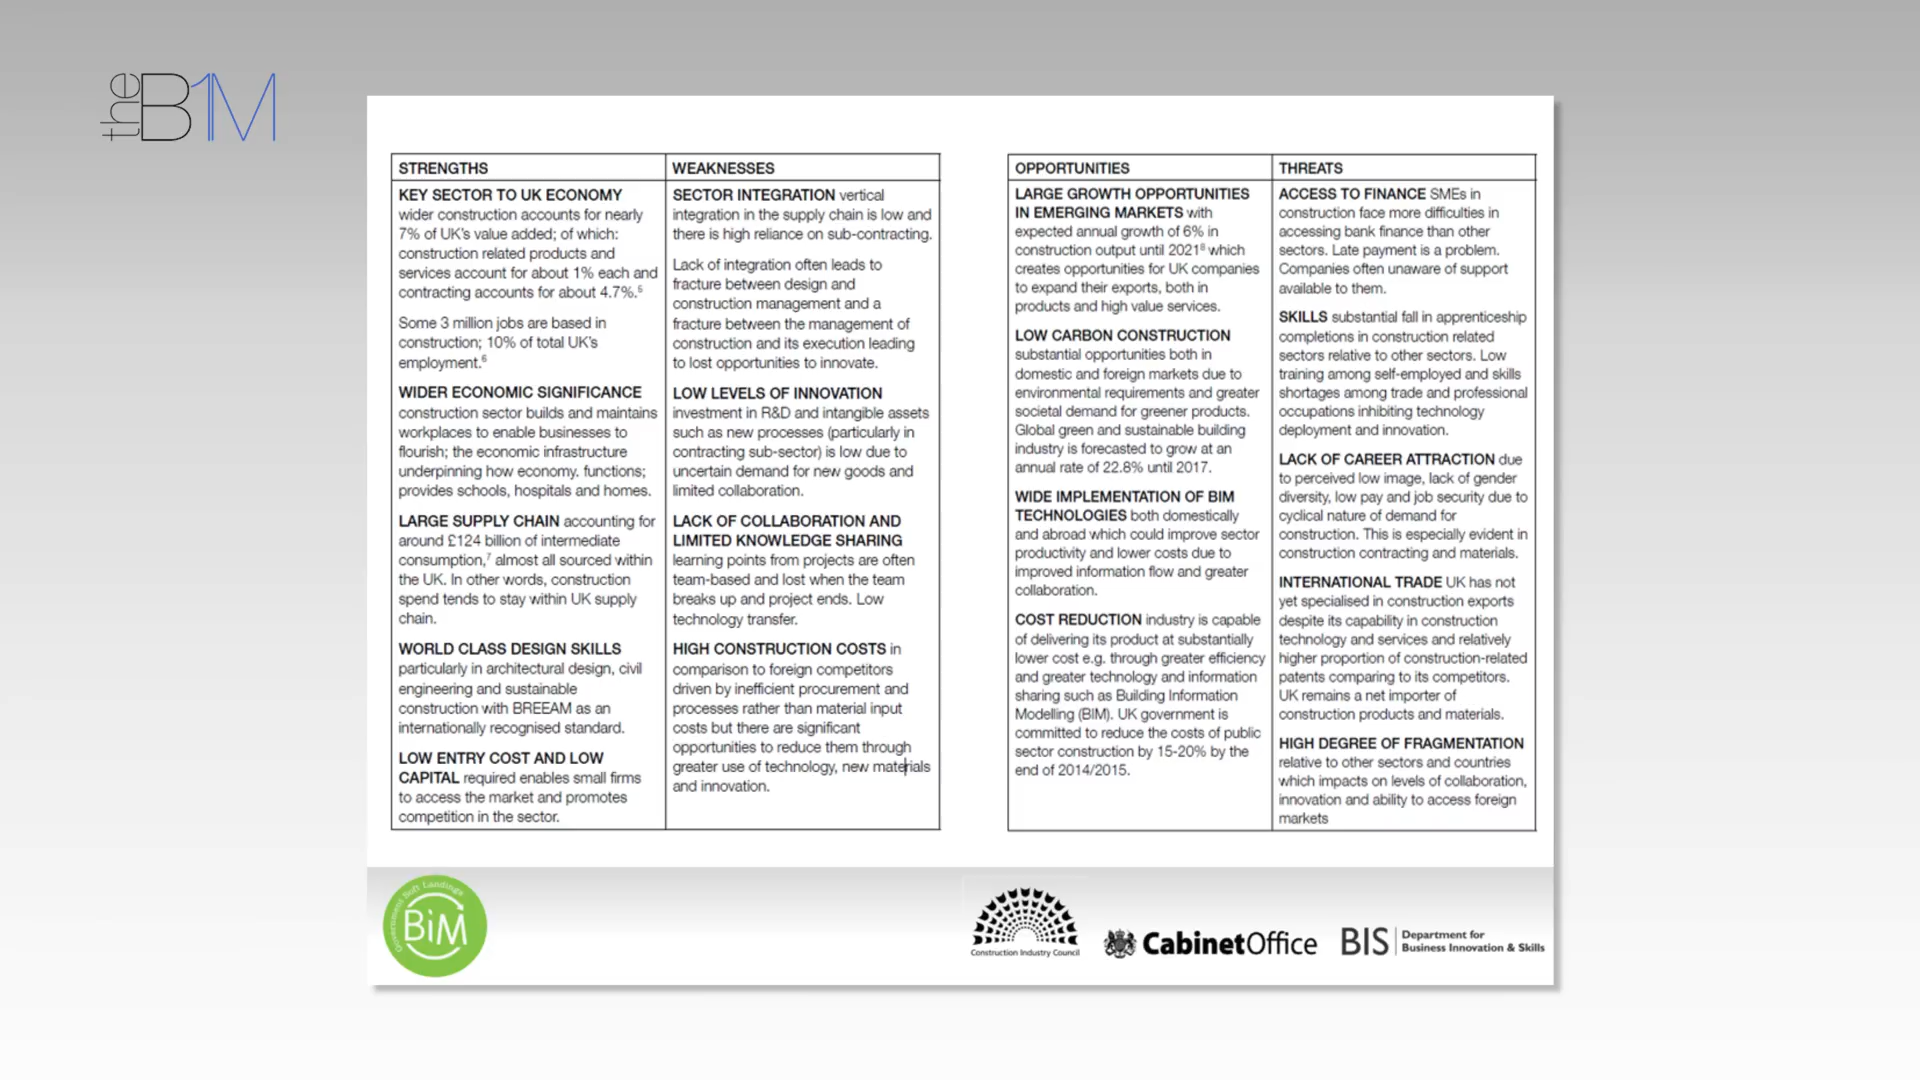 the B1M
STRENGTHS
KEY SECTOR TO UK ECONOMY
wider construction accounts for nearly
7% of UK's value added; of which:
construction related products and
services account for about 1% each and
contracting accounts for about 4.7%.5
Some 3 million jobs are based in
construction; 10% of total UK's
employment.6
WIDER ECONOMIC SIGNIFICANCE
construction sector builds and maintains
workplaces to enable businesses to
flourish; the economic infrastructure
underpinning how economy. functions;
provides schools, hospitals and homes.
LARGE SUPPLY CHAIN accounting for
around £124 billion of intermediate
consumption,7 almost all sourced within
the UK. In other words, construction
spend tends to stay within UK supply
chain.
WORLD CLASS DESIGN SKILLS
particularly in architectural design, civil
engineering and sustainable
construction with BREEAM as an
internationally recognised standard.
LOW ENTRY COST AND LOW
CAPITAL required enables small firms
to access the market and promotes
competition in the sector.
WEAKNESSES
SECTOR INTEGRATION vertical
integration in the supply chain is low and
there is high reliance on sub-contracting.
Lack of integration often leads to
fracture between design and
construction management and a
fracture between the management of
construction and its execution leading
to lost opportunities to innovate.
LOW LEVELS OF INNOVATION
investment in R&D and intangible assets
such as new processes (particularly in
contracting sub-sector) is low due to
uncertain demand for new goods and
limited collaboration.
LACK OF COLLABORATION AND
LIMITED KNOWLEDGE SHARING
learning points from projects are often
team-based and lost when the team
breaks up and project ends. Low
technology transfer.
HIGH CONSTRUCTION COSTS in
comparison to foreign competitors
driven by inefficient procurement and
processes rather than material input
costs but there are significant
opportunities to reduce them through
greater use of technology, new materials
and innovation.
OPPORTUNITIES
LARGE GROWTH OPPORTUNITIES
IN EMERGING MARKETS with
expected annual growth of 6% in
construction output until 20218 which
creates opportunities for UK companies
to expand their exports, both in
products and high value services.
LOW CARBON CONSTRUCTION
substantial opportunities both in
domestic and foreign markets due to
environmental requirements and greater
societal demand for greener products.
Global green and sustainable building
industry is forecasted to grow at an
annual rate of 22.8% until 2017.
WIDE IMPLEMENTATION OF BIM
TECHNOLOGIES both domestically
and abroad which could improve sector
productivity and lower costs due to
improved information flow and greater
collaboration.
COST REDUCTION industry is capable
of delivering its product at substantially
lower cost e.g. through greater efficiency
and greater technology and information
sharing such as Building Information
Modelling (BIM). UK government is
committed to reduce the costs of public
sector construction by 15-20% by the
end of 2014/2015.
THREATS
ACCESS TO FINANCE SMEs in
construction face more difficulties in
accessing bank finance than other
sectors. Late payment is a problem.
Companies often unaware of support
available to them.
SKILLS substantial fall in apprenticeship
completions in construction related
sectors relative to other sectors. Low
training among self-employed and skills
shortages among trade and professional
occupations inhibiting technology
deployment and innovation.
LACK OF CAREER ATTRACTION due
to perceived low image, lack of gender
diversity, low pay and job security due to
cyclical nature of demand for
construction. This is especially evident in
construction contracting and materials.
INTERNATIONAL TRADE UK has not
yet specialised in construction exports
despite its capability in construction
technology and services and relatively
higher proportion of construction-related
patents comparing to its competitors.
UK remains a net importer of
construction products and materials.
HIGH DEGREE OF FRAGMENTATION
relative to other sectors and countries
which impacts on levels of collaboration,
innovation and ability to access foreign
markets
Government Soft Landings
BiM
Construction Industry Council
CabinetOffice
BIS
Department for
Business Innovation & Skills